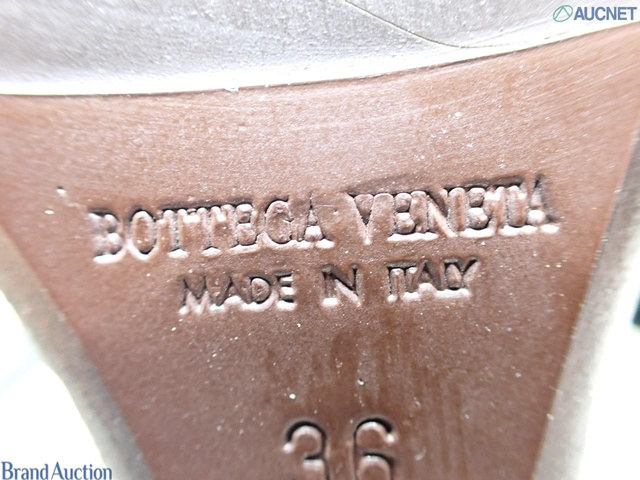 AUCNET
BOTTEGA VENETA
MADE IN ITALY
36
Brand Auction